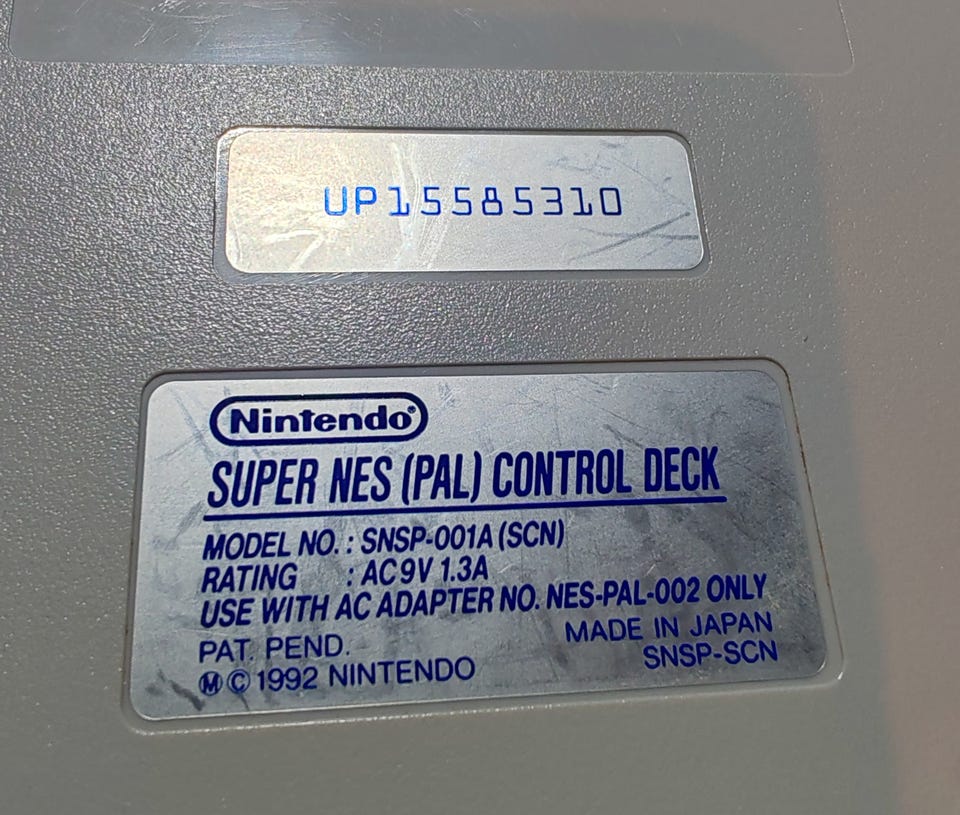 UP15585310
Nintendo®
SUPER NES (PAL) CONTROL DECK
MODEL NO. : SNSP-001A (SCN)
RATING : AC 9V 1.3A
USE WITH AC ADAPTER NO. NES-PAL-002 ONLY
PAT. PEND.
MADE IN JAPAN
Ⓜ©1992 NINTENDO
SNSP-SCN